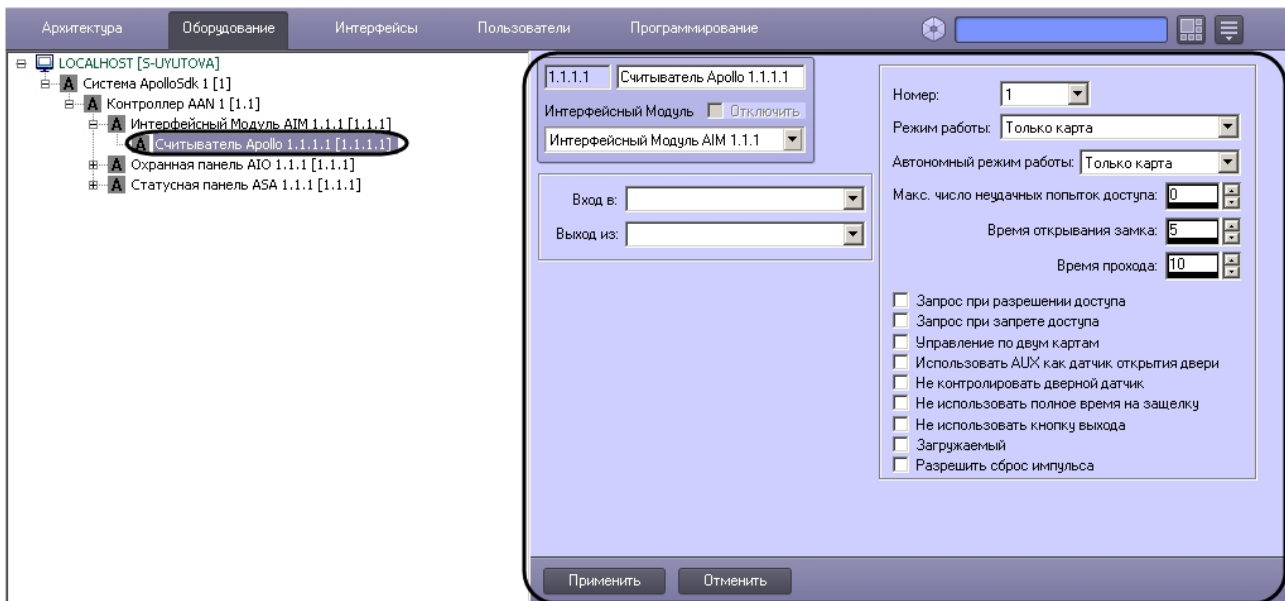 Архитектура Оборудование Интерфейсы Пользователи Программирование
LOCALHOST [S-UYUTOVA]
Система ApolloSdk 1 [1]
Контроллер AAN 1 [1.1]
Интерфейсный Модуль AIM 1.1.1 [1.1.1]
Считыватель Apollo 1.1.1.1 [1.1.1.1]
Охранная панель AIO 1.1.1 [1.1.1]
Статусная панель ASA 1.1.1 [1.1.1]
1.1.1.1 Считыватель Apollo 1.1.1.1
Интерфейсный Модуль Отключить
Интерфейсный Модуль AIM 1.1.1
Вход в:
Выход из:
Номер: 1
Режим работы: Только карта
Автономный режим работы: Только карта
Макс. число неудачных попыток доступа: 0
Время открывания замка: 5
Время прохода: 10
Запрос при разрешении доступа
Запрос при запрете доступа
Управление по двум картам
Использовать AUX как датчик открытия двери
Не контролировать дверной датчик
Не использовать полное время на защелку
Не использовать кнопку выхода
Загружаемый
Разрешить сброс импульса
Применить Отменить